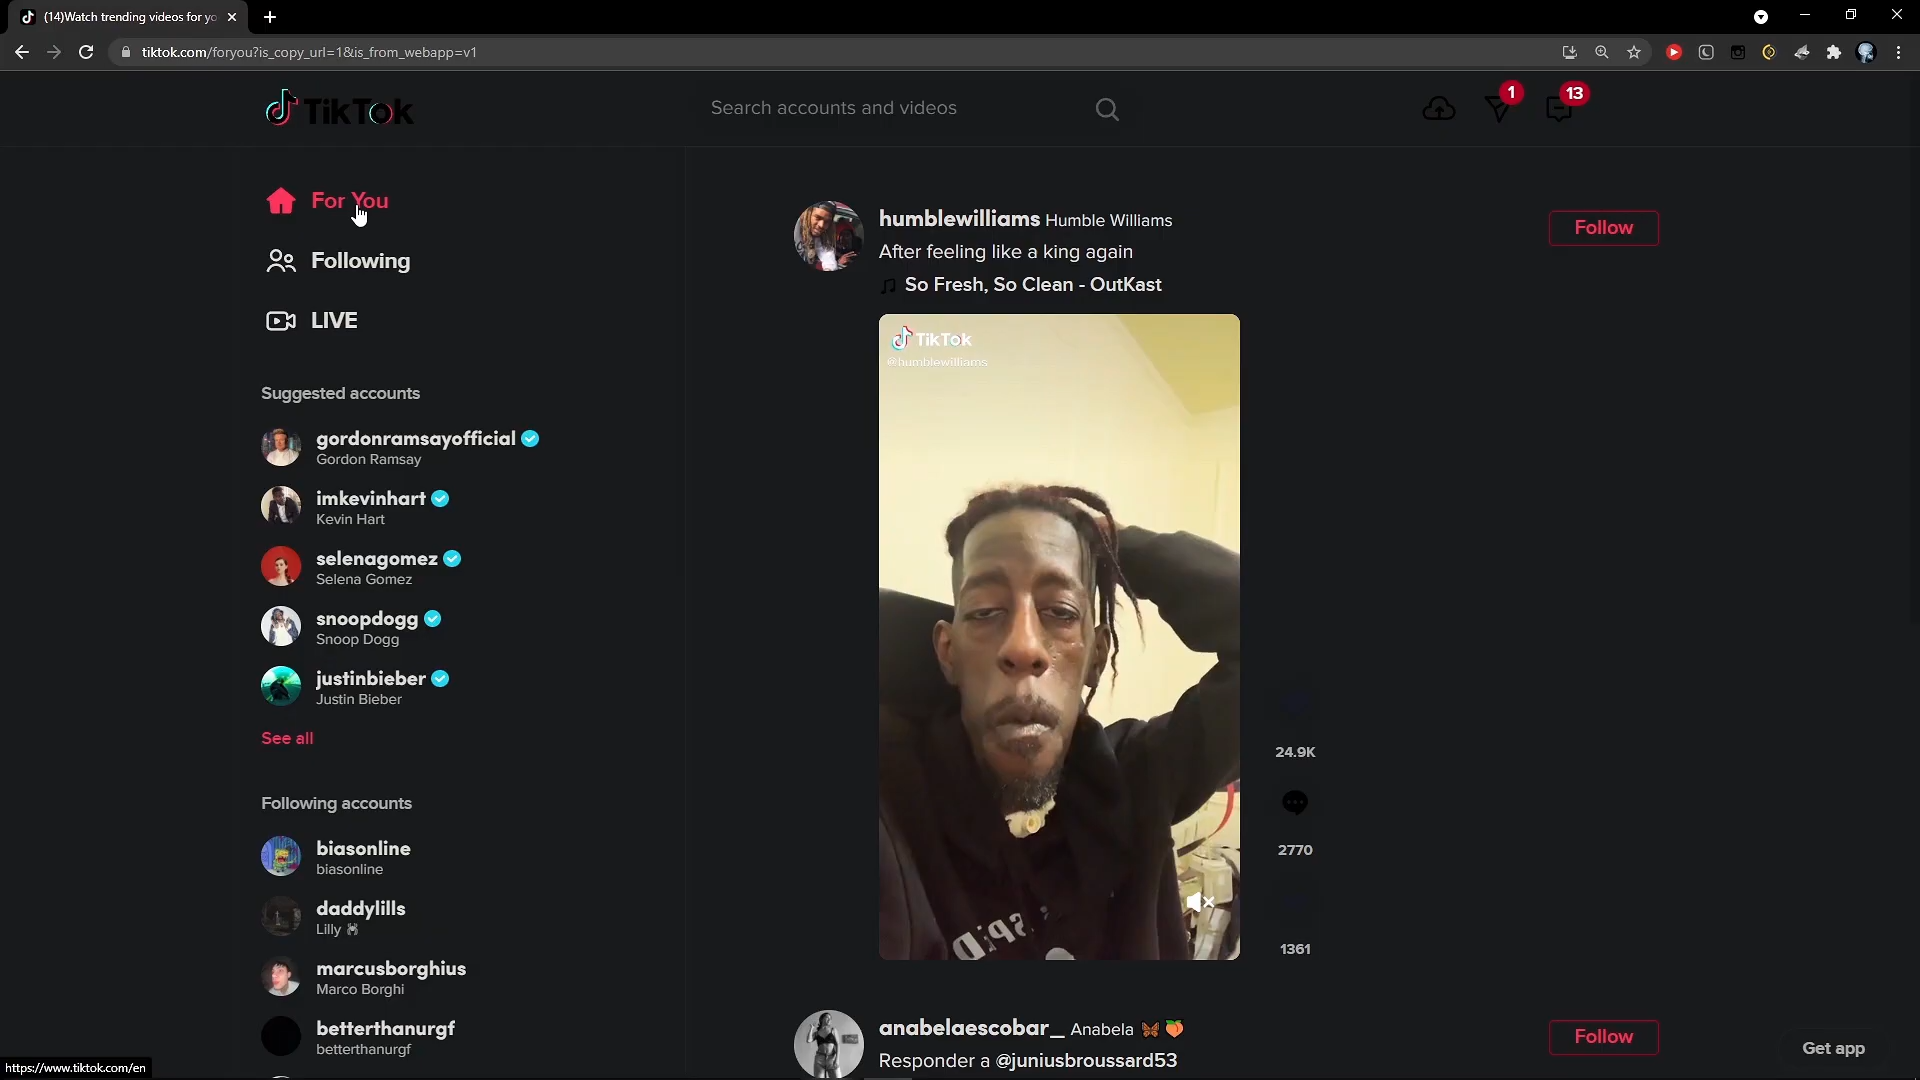 (14)Watch trending videos for yo
tiktok.com/foryou?is_copy_url=1&is_from_webapp=v1
TikTok
Search accounts and videos
1
13
For You
Following
LIVE
Suggested accounts
gordonramsayofficial
Gordon Ramsay
imkevinhart
Kevin Hart
selenagomez
Selena Gomez
snoopdogg
Snoop Dogg
justinbieber
Justin Bieber
See all
Following accounts
biasonline
biasonline
daddylills
Lilly 🕷
marcusborghius
Marco Borghi
betterthanurgf
betterthanurgf
humblewilliams Humble Williams
Follow
After feeling like a king again
So Fresh, So Clean - OutKast
TikTok
@humblewilliams
24.9K
2770
1361
anabelaescobar_ Anabela 🦋🍑
Follow
Responder a @juniusbroussard53
Get app
https://www.tiktok.com/en